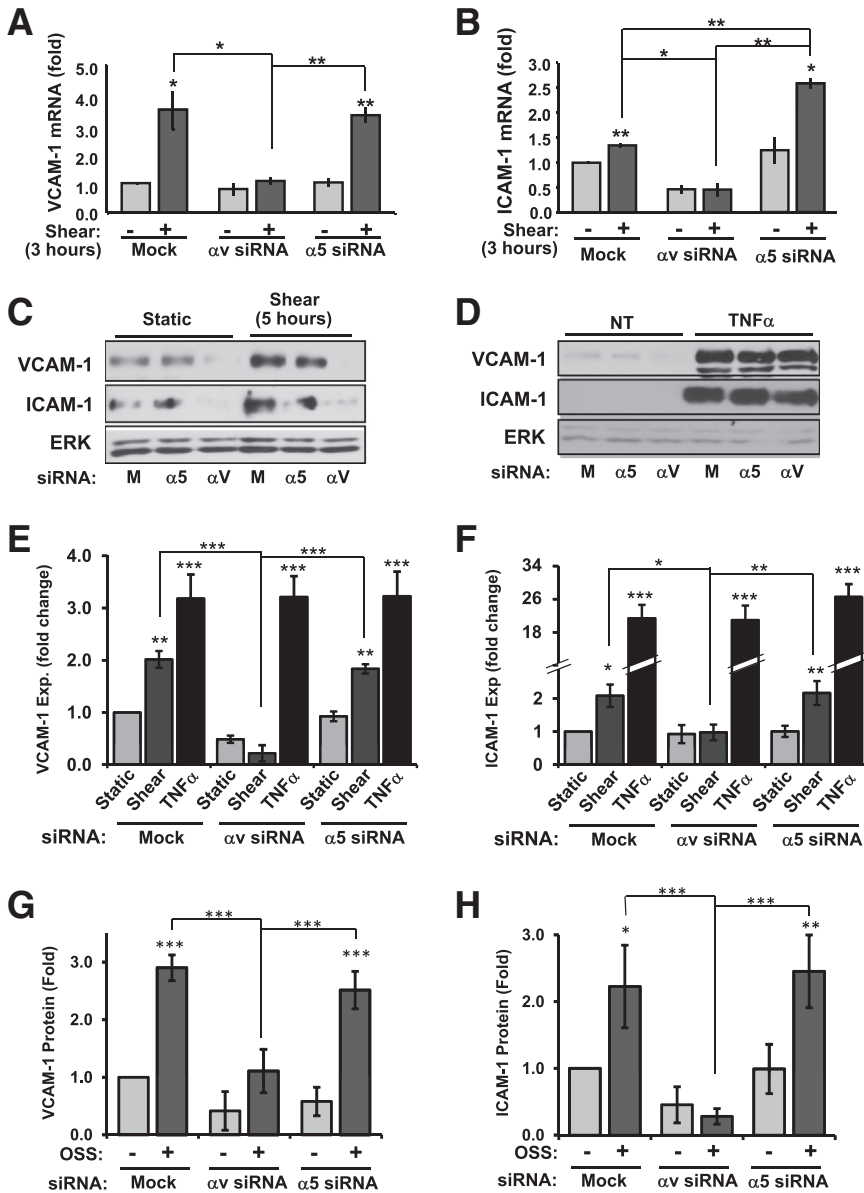 A
VCAM-1 mRNA (fold)
5.0
4.0
3.0
2.0
1.0
0.0
* ** * **
Shear: - + - + - +
(3 hours) Mock αv siRNA α5 siRNA
B
ICAM-1 mRNA (fold)
3.0
2.5
2.0
1.5
1.0
0.5
0.0
** * ** ** *
Shear: - + - + - +
(3 hours) Mock αv siRNA α5 siRNA
C
Static Shear (5 hours)
VCAM-1
ICAM-1
ERK
siRNA: M α5 αV M α5 αV
D
NT TNFα
VCAM-1
ICAM-1
ERK
siRNA: M α5 αV M α5 αV
E
VCAM-1 Exp. (fold change)
4.0
3.0
2.0
1.0
0.0
*** *** *** *** *** ** **
Static Shear TNFα Static Shear TNFα Static Shear TNFα
siRNA: Mock αv siRNA α5 siRNA
F
ICAM-1 Exp (fold change)
34
26
18
2
1
0
* ** *** *** *** * **
Static Shear TNFα Static Shear TNFα Static Shear TNFα
siRNA: Mock αv siRNA α5 siRNA
G
VCAM-1 Protein (Fold)
3.0
2.0
1.0
0.0
*** *** *** ***
OSS: - + - + - +
siRNA: Mock αv siRNA α5 siRNA
H
ICAM-1 Protein (Fold)
3.0
2.0
1.0
0.0
*** *** * **
OSS: - + - + - +
siRNA: Mock αv siRNA α5 siRNA